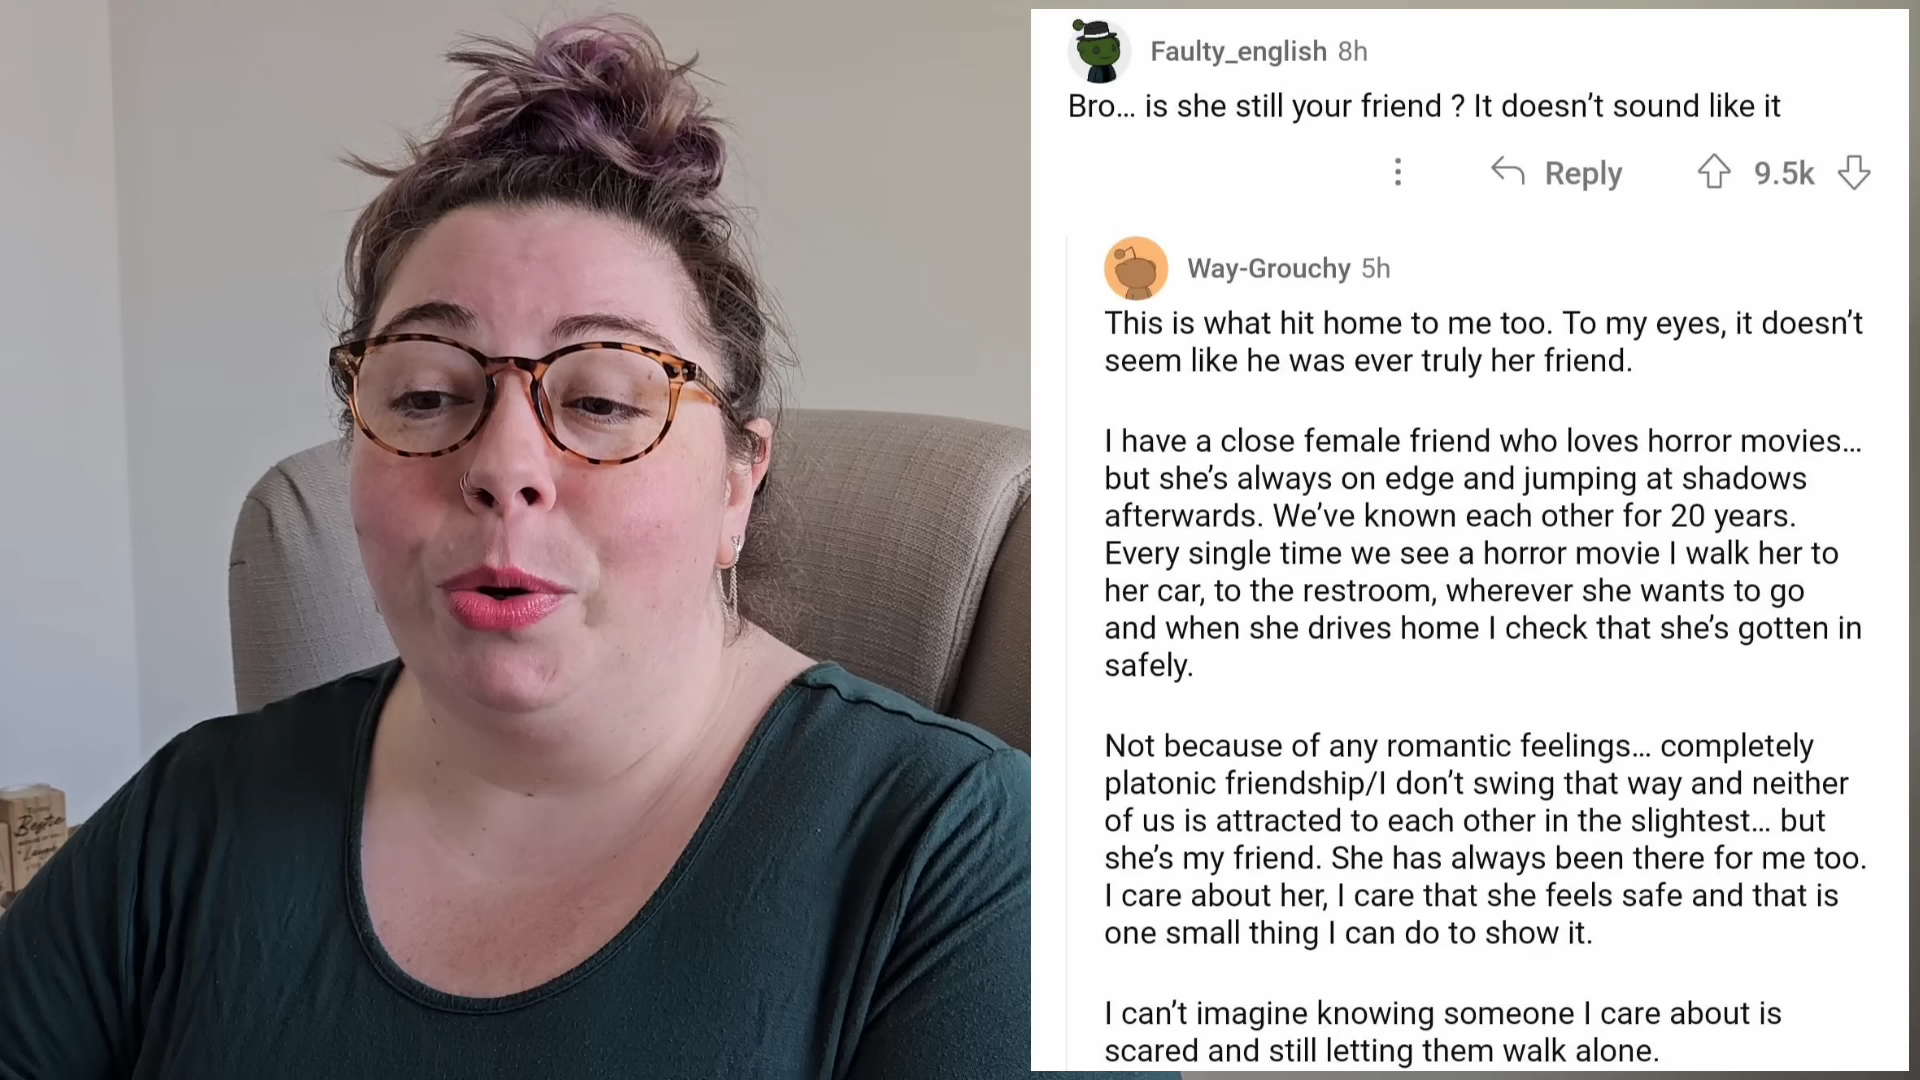 Faulty_english 8h
Bro... is she still your friend ? It doesn't sound like it
Reply 9.5k
Way-Grouchy 5h
This is what hit home to me too. To my eyes, it doesn't
seem like he was ever truly her friend.
I have a close female friend who loves horror movies...
but she's always on edge and jumping at shadows
afterwards. We've known each other for 20 years.
Every single time we see a horror movie I walk her to
her car, to the restroom, wherever she wants to go
and when she drives home I check that she's gotten in
safely.
Not because of any romantic feelings... completely
platonic friendship/I don't swing that way and neither
of us is attracted to each other in the slightest... but
she's my friend. She has always been there for me too.
I care about her, I care that she feels safe and that is
one small thing I can do to show it.
I can't imagine knowing someone I care about is
scared and still letting them walk alone.
Bestie